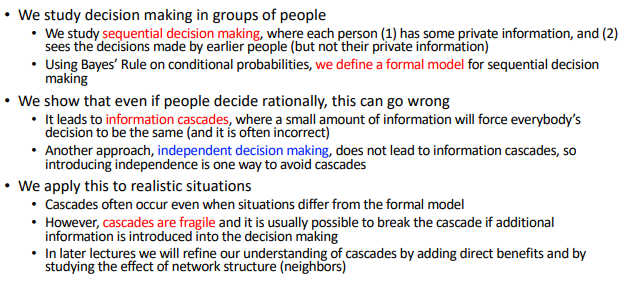 • We study decision making in groups of people
• We study sequential decision making, where each person (1) has some private information, and (2)
sees the decisions made by earlier people (but not their private information)
• Using Bayes' Rule on conditional probabilities, we define a formal model for sequential decision
making
• We show that even if people decide rationally, this can go wrong
• It leads to information cascades, where a small amount of information will force everybody's
decision to be the same (and it is often incorrect)
• Another approach, independent decision making, does not lead to information cascades, so
introducing independence is one way to avoid cascades
• We apply this to realistic situations
• Cascades often occur even when situations differ from the formal model
• However, cascades are fragile and it is usually possible to break the cascade if additional
information is introduced into the decision making
• In later lectures we will refine our understanding of cascades by adding direct benefits and by
studying the effect of network structure (neighbors)